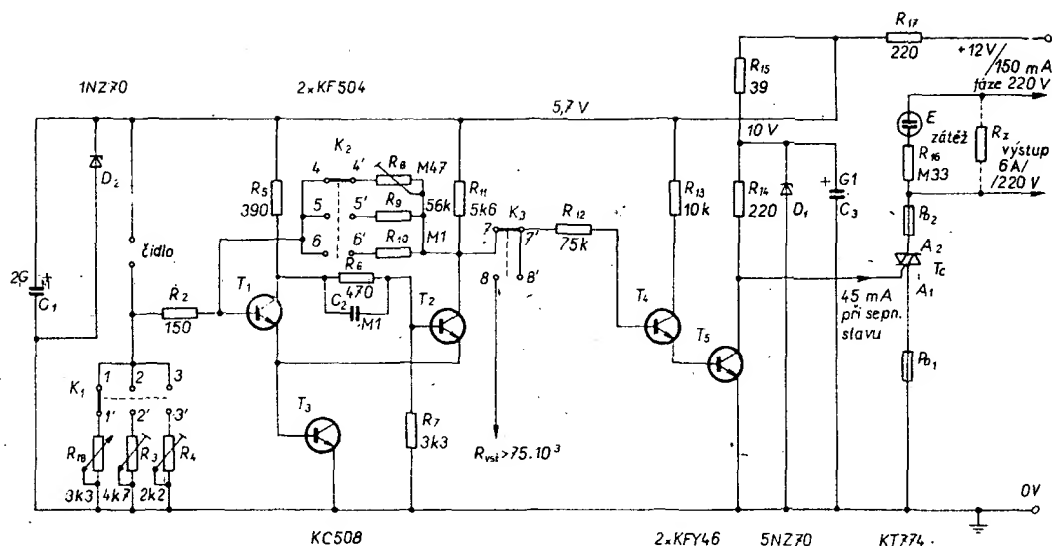 R17
220
+12V
/150 mA
fáze 220 V
1NZ70
2×KF504
R15
39
5,7 V
10 V
E
zátěž
R16
M33
Rz
výstup
6A/
/220 V
D2
K2
4
4'
R8
M47
R5
390
5
5'
R9
56k
R11
5k6
6
6'
R10
M1
K3
7
7'
R12
75k
R13
10k
R14
220
D1
G1
C3
Po2
čidlo
2G
C1
R2
150
T1
R6
470
C2
M1
T2
8
8'
T4
A2
Tc
A1
45 mA
při sepn.
stavu
T5
K1
1
2
3
1'
2'
3'
T3
R7
3k3
Po1
R18
3k3
R3
4k7
R4
2k2
Rvst>75.10³
0V
KC508
2×KFY46
5NZ70
KT774